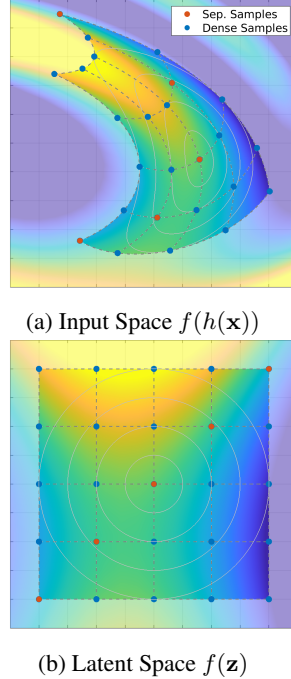 Sep. Samples
Dense Samples
(a) Input Space f(h(x))
(b) Latent Space f(z)